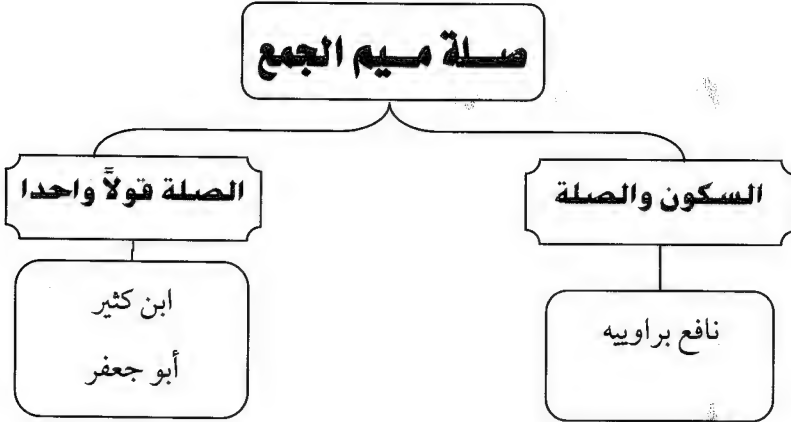 صلة ميم الجمع
السكون والصلة
نافع براوييه
الصلة قولاً واحدا
ابن كثير
أبو جعفر